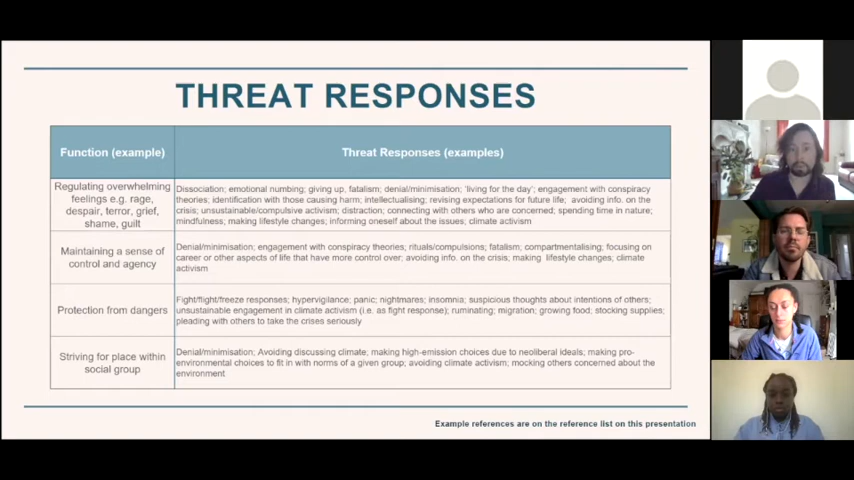 THREAT RESPONSES
Function (example)
Threat Responses (examples)
Regulating overwhelming
feelings e.g. rage,
despair, terror, grief,
shame, guilt
Dissociation; emotional numbing; giving up, fatalism; denial/minimisation; 'living for the day'; engagement with conspiracy
theories; identification with those causing harm; intellectualising; revising expectations for future life;  avoiding info. on the
crisis; unsustainable/compulsive activism; distraction; connecting with others who are concerned; spending time in nature;
mindfulness; making lifestyle changes; informing oneself about the issues; climate activism
Maintaining a sense of
control and agency
Denial/minimisation; engagement with conspiracy theories; rituals/compulsions; fatalism; compartmentalising; focusing on
career or other aspects of life that have more control over; avoiding info. on the crisis; making  lifestyle changes; climate
activism
Protection from dangers
Fight/flight/freeze responses; hypervigilance; panic; nightmares; insomnia; suspicious thoughts about intentions of others;
unsustainable engagement in climate activism (i.e. as fight response); ruminating; migration; growing food; stocking supplies;
pleading with others to take the crises seriously
Striving for place within
social group
Denial/minimisation; Avoiding discussing climate; making high-emission choices due to neoliberal ideals; making pro-
environmental choices to fit in with norms of a given group; avoiding climate activism; mocking others concerned about the
environment
Example references are on the reference list on this presentation